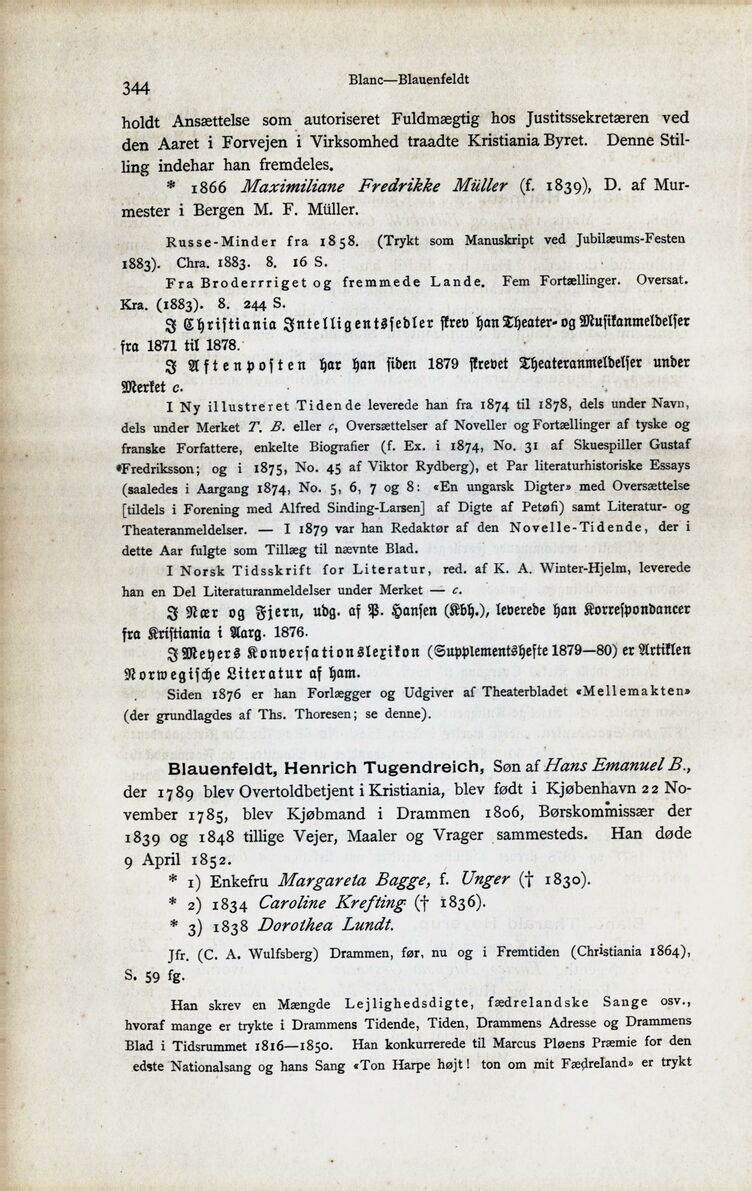 344
Blanc—Blauenfeldt
holdt Ansættelse som autoriseret Fuldmægtig hos Justitssekretæren ved
den Aaret i Forvejen i Virksomhed traadte Kristiania Byret. Denne Stil-
ling indehar han fremdeles.
* 1866 Maximiliane Fredrikke Müller (f. 1839), D. af Mur-
mester i Bergen M. F. Müller.
Russe-Minder fra 1858. (Trykt som Manuskript ved Jubilæums-Festen
1883). Chra. 1883. 8. 16 S.
Fra Broderrriget og fremmede Lande. Fem Fortællinger. Oversat.
Kra. (1883). 8. 244 S.
I Christiania Intelligentssedler skrev han Theater- og Musikanmeldelser
fra 1871 til 1878.
I Aftenposten har han siden 1879 skrevet Theateranmeldelser under
Merket c.
I Ny illustreret Tidende leverede han fra 1874 til 1878, dels under Navn,
dels under Merket T. B. eller c, Oversættelser af Noveller og Fortællinger af tyske og
franske Forfattere, enkelte Biografier (f. Ex. i 1874, No. 31 af Skuespiller Gustaf
Fredriksson; og i 1875, No. 45 af Viktor Rydberg), et Par literaturhistoriske Essays
(saaledes i Aargang 1874, No. 5, 6, 7 og 8: «En ungarsk Digter» med Oversættelse
[tildels i Forening med Alfred Sinding-Larsen] af Digte af Petøfi) samt Literatur- og
Theateranmeldelser. — I 1879 var han Redaktør af den Novelle-Tidende, der i
dette Aar fulgte som Tillæg til nævnte Blad.
I Norsk Tidsskrift for Literatur, red. af K. A. Winter-Hjelm, leverede
han en Del Literaturanmeldelser under Merket — c.
I Nær og Fjern, udg. af P. Hansen (Kbh.), leverede han Korrespondancer
fra Kristiania i Aarg. 1876.
I Meyers Konversationslexikon (Supplementshefte 1879—80) er Artiklen
Norwegische Literatur af ham.
Siden 1876 er han Forlægger og Udgiver af Theaterbladet «Mellemakten»
(der grundlagdes af Ths. Thoresen; se denne).
Blauenfeldt, Henrich Tugendreich, Søn af Hans Emanuel B.,
der 1789 blev Overtoldbetjent i Kristiania, blev født i Kjøbenhavn 22 No-
vember 1785, blev Kjøbmand i Drammen 1806, Børskommissær der
1839 og 1848 tillige Vejer, Maaler og Vrager sammesteds. Han døde
9 April 1852.
* 1) Enkefru Margareta Bagge, f. Unger († 1830).
* 2) 1834 Caroline Krefting († 1836).
* 3) 1838 Dorothea Lundt.
Jfr. (C. A. Wulfsberg) Drammen, før, nu og i Fremtiden (Christiania 1864),
S. 59 fg.
Han skrev en Mængde Lejlighedsdigte, fædrelandske Sange osv.,
hvoraf mange er trykte i Drammens Tidende, Tiden, Drammens Adresse og Drammens
Blad i Tidsrummet 1816—1850. Han konkurrerede til Marcus Pløens Præmie for den
edste Nationalsang og hans Sang «Ton Harpe højt! ton om mit Fædreland» er trykt